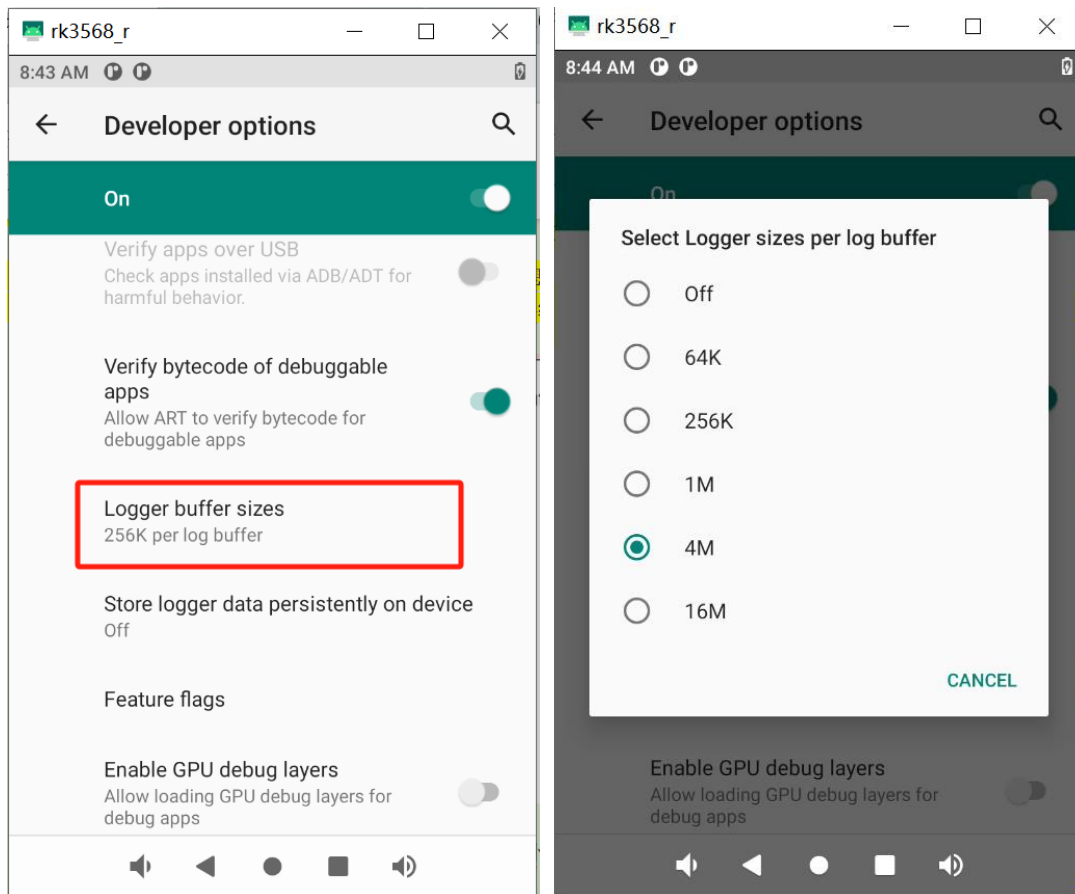 rk3568_r
8:43 AM
Developer options
On
Verify apps over USB
Check apps installed via ADB/ADT for
harmful behavior.
Verify bytecode of debuggable
apps
Allow ART to verify bytecode for
debuggable apps
Logger buffer sizes
256K per log buffer
Store logger data persistently on device
Off
Feature flags
Enable GPU debug layers
Allow loading GPU debug layers for
debug apps
rk3568_r
8:44 AM
Developer options
On
Select Logger sizes per log buffer
Off
64K
256K
1M
4M
16M
CANCEL
Enable GPU debug layers
Allow loading GPU debug layers for
debug apps